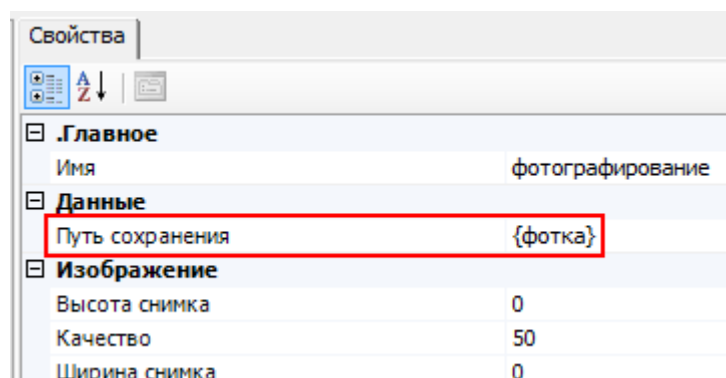 Свойства
.Главное
Имя фотографирование
Данные
Путь сохранения {фотка}
Изображение
Высота снимка 0
Качество 50
Ширина снимка 0